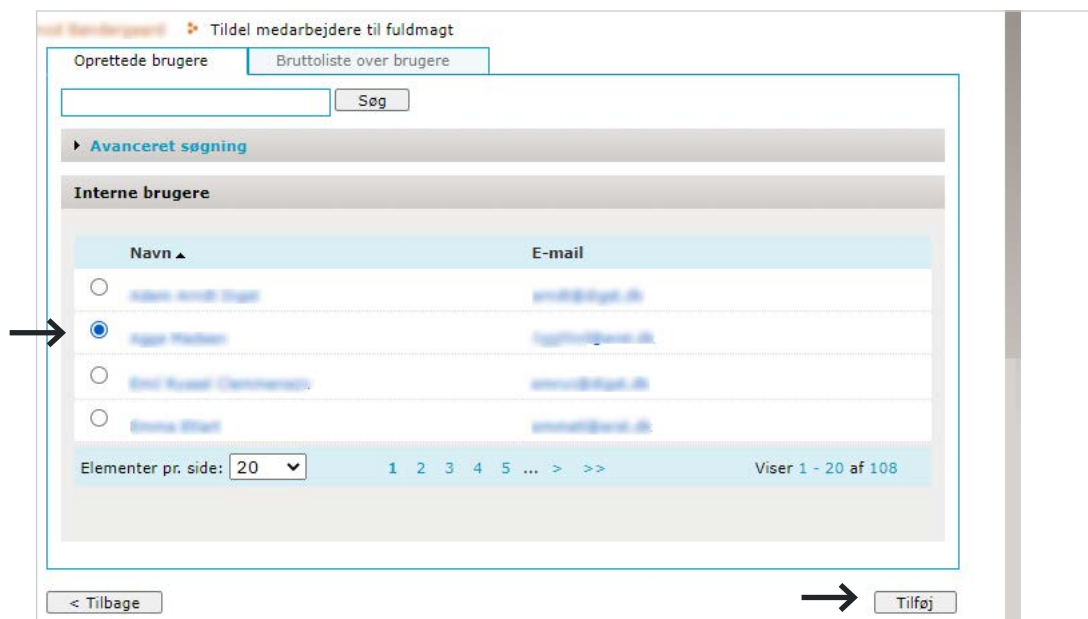 Tildel medarbejdere til fuldmagt
Oprettede brugere Bruttoliste over brugere
Søg
Avanceret søgning
Interne brugere
Navn E-mail
Elementer pr. side: 20 1 2 3 4 5 ... > >> Viser 1 - 20 af 108
< Tilbage Tilføj